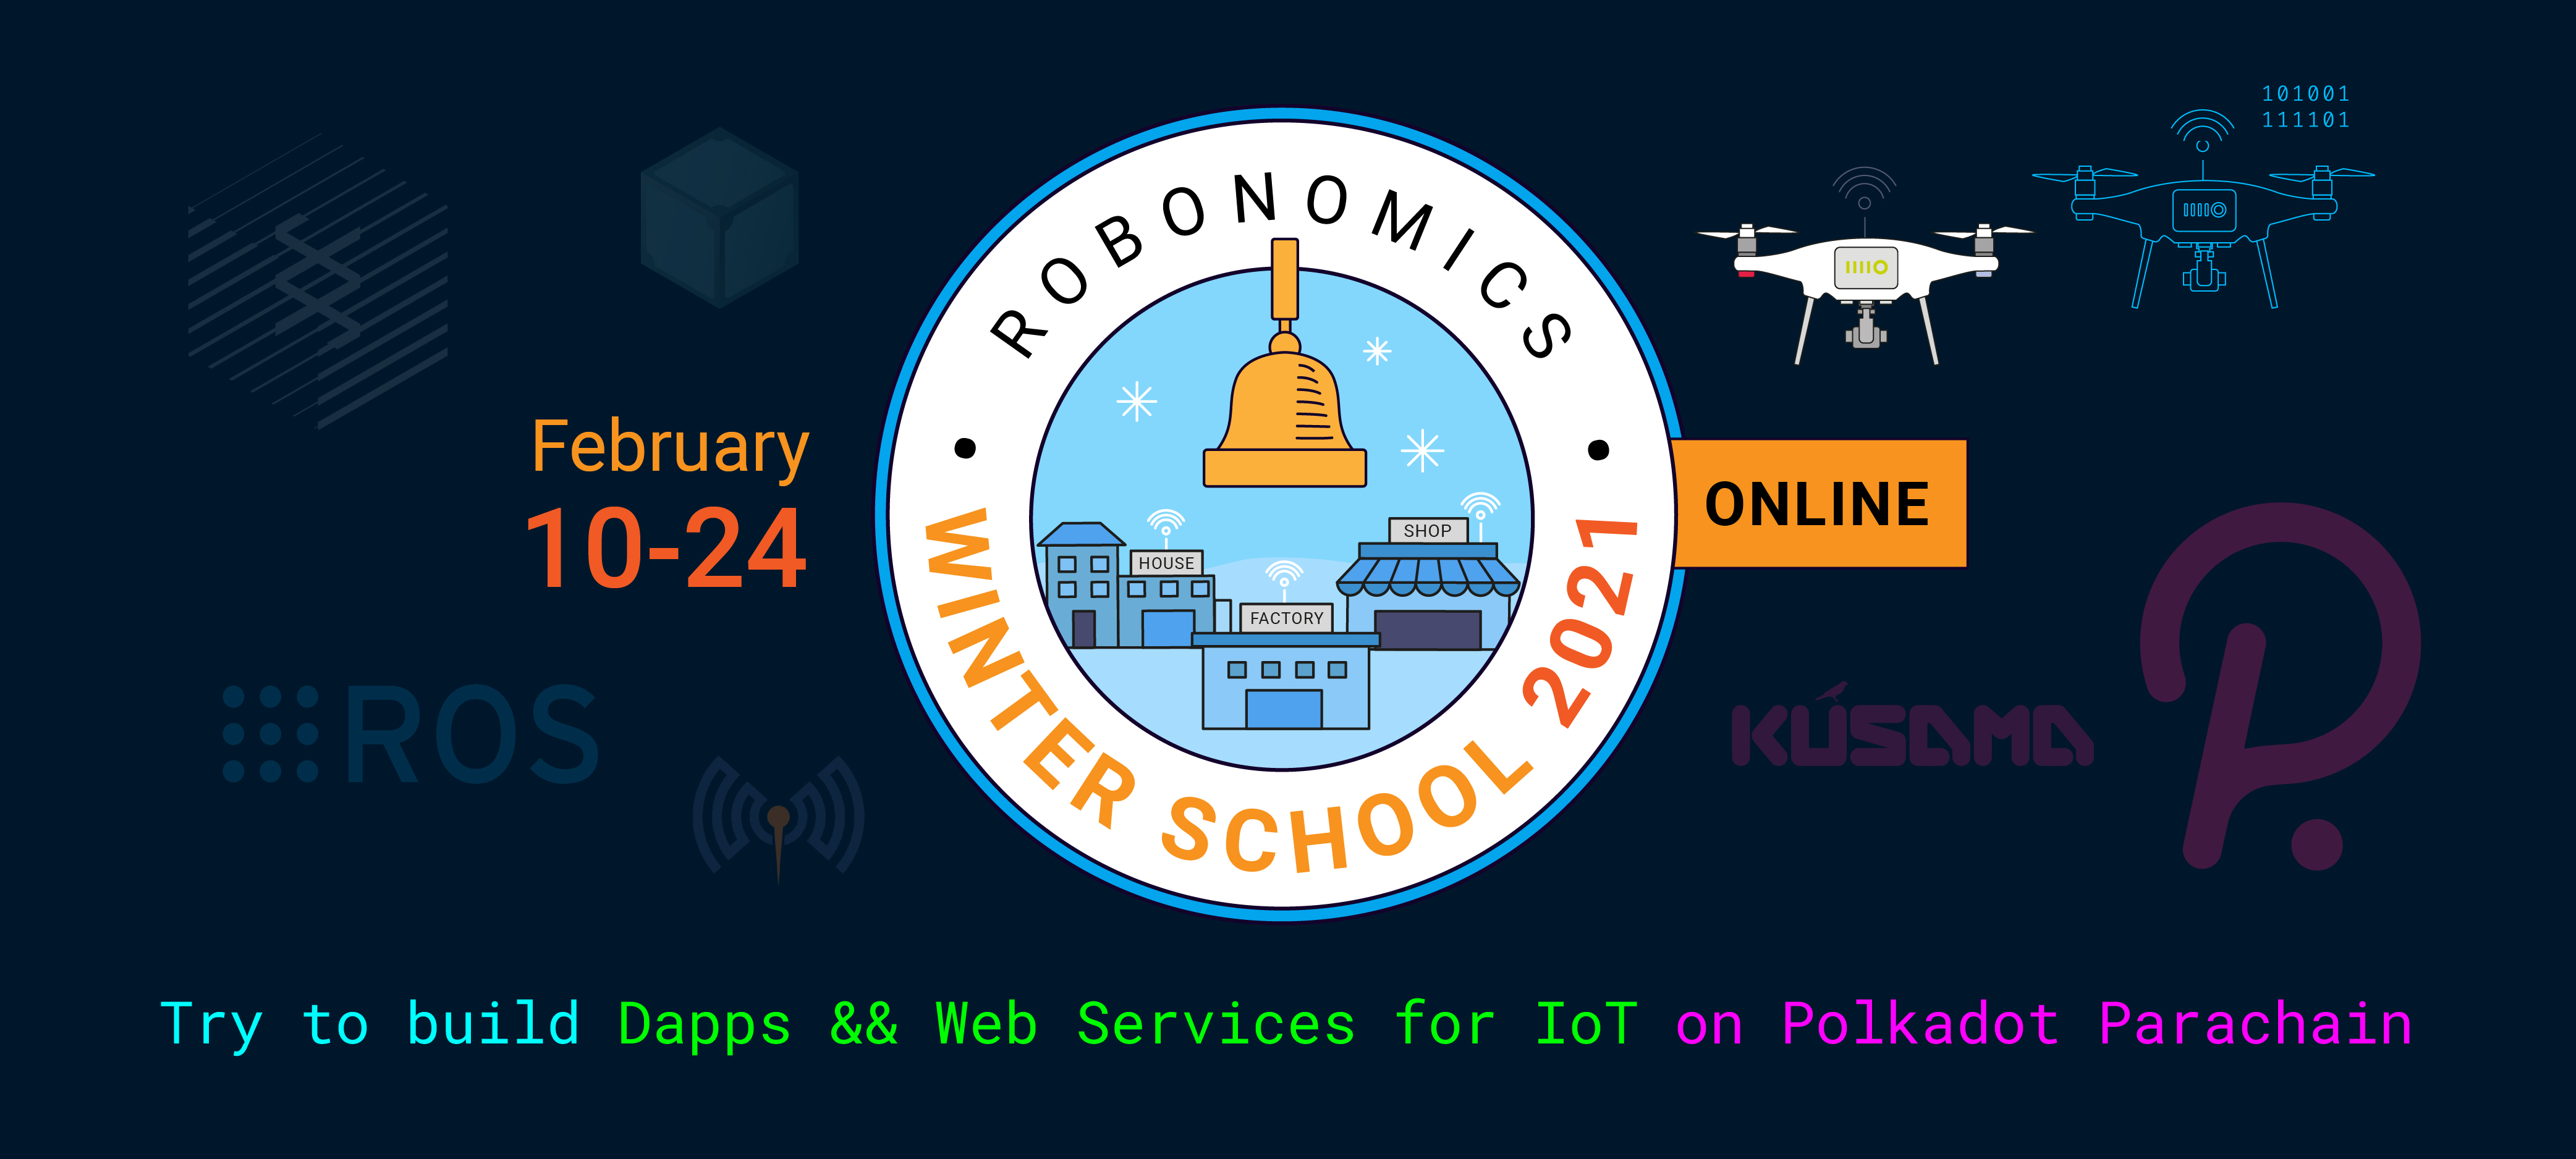 101001
111101
ROBONOMICS
February
10-24
WINTER SCHOOL 2021
ONLINE
SHOP
HOUSE
FACTORY
ROS
KUSAMA
Try to build Dapps && Web Services for IoT on Polkadot Parachain